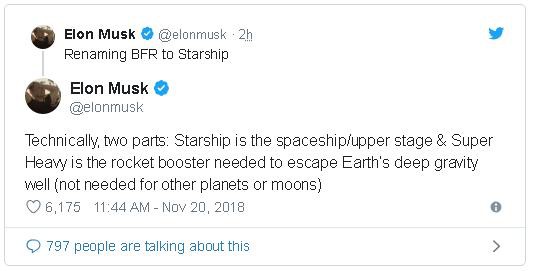 Elon Musk @elonmusk · 2h
Renaming BFR to Starship
Elon Musk
@elonmusk
Technically, two parts: Starship is the spaceship/upper stage & Super
Heavy is the rocket booster needed to escape Earth's deep gravity
well (not needed for other planets or moons)
6,175 11:44 AM - Nov 20, 2018
797 people are talking about this